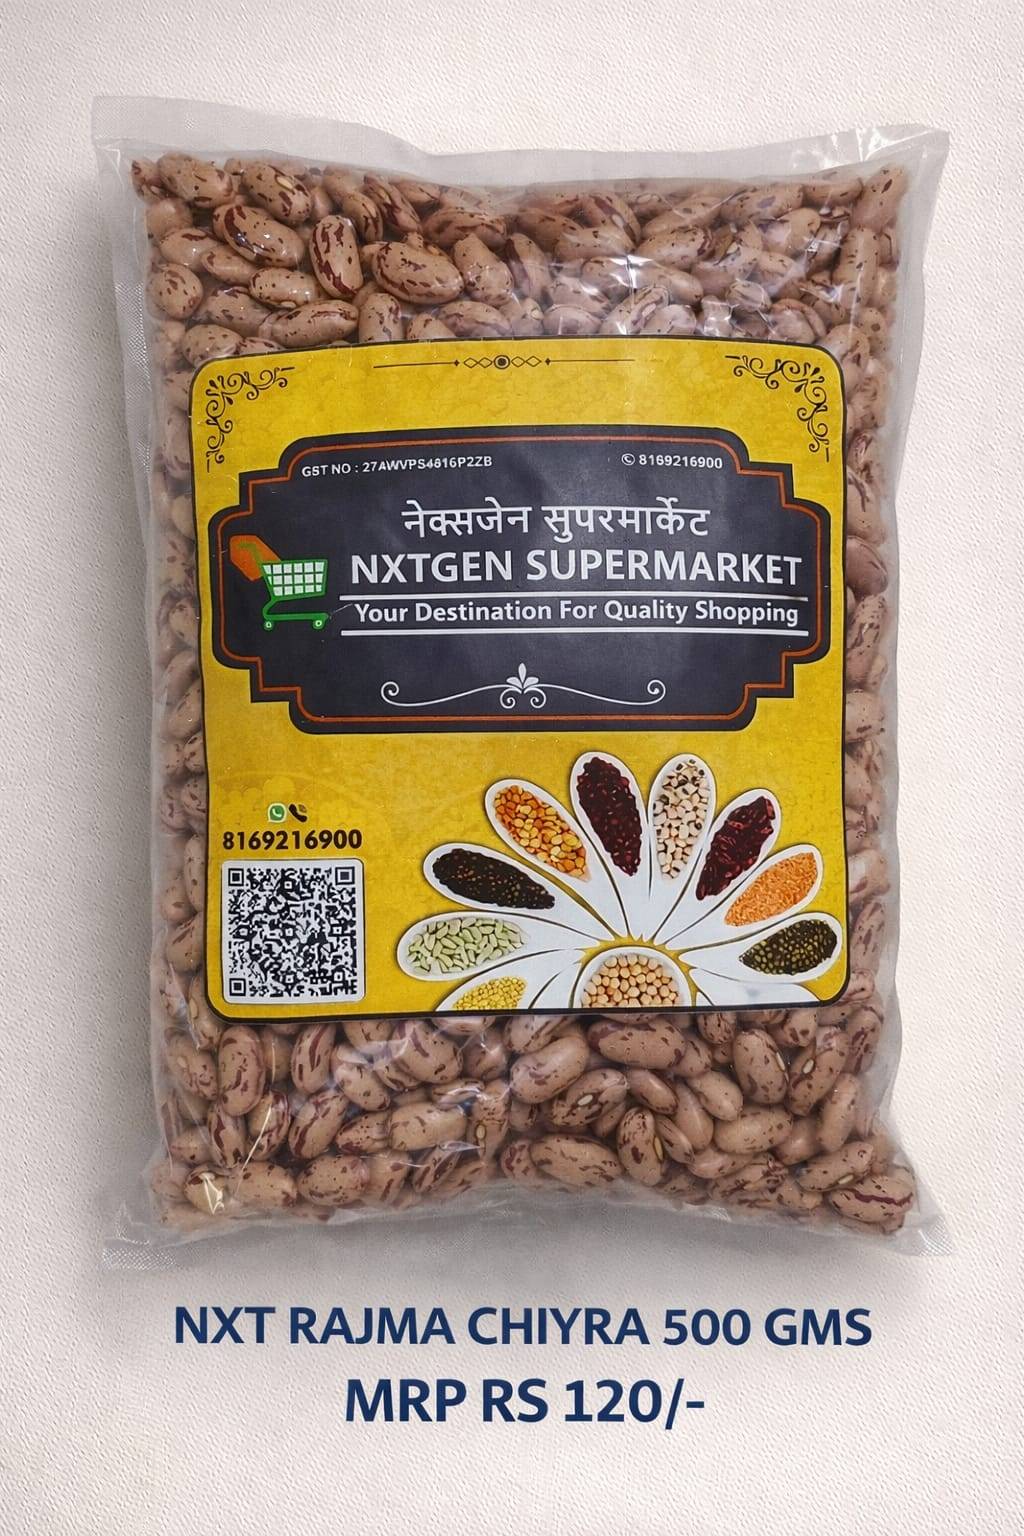 GST NO : 27AWVPS4816P2ZB
8169216900
नेक्सजेन सुपरमार्केट
NXTGEN SUPERMARKET
Your Destination For Quality Shopping
8169216900
NXT RAJMA CHIYRA 500 GMS
MRP RS 120/-